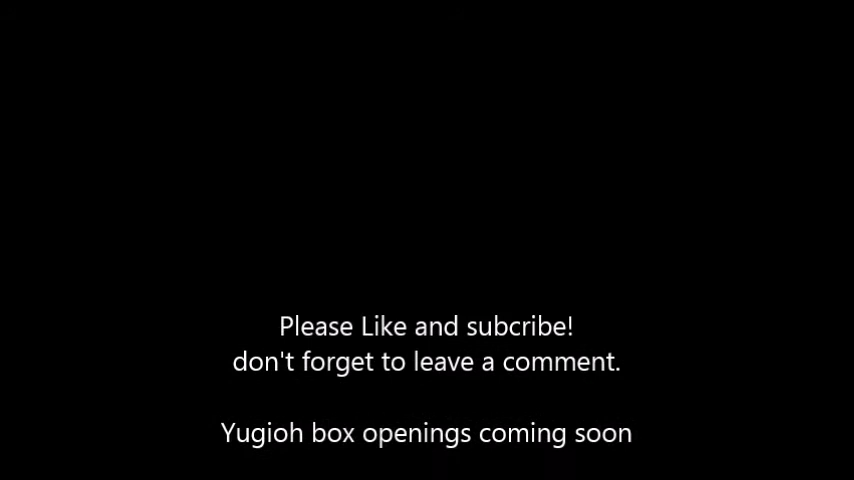 Please Like and subcribe!
don't forget to leave a comment.
Yugioh box openings coming soon